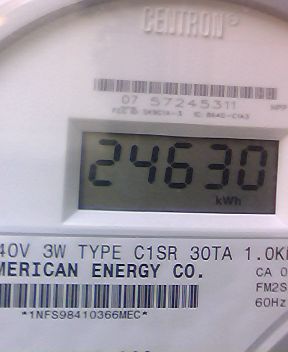 CENTRON®
07 57245311
24630
kWh
40V 3W TYPE C1SR 30TA 1.0K
MERICAN ENERGY CO.
CA 0
FM2S
60Hz
*1NFS98410366MEC*